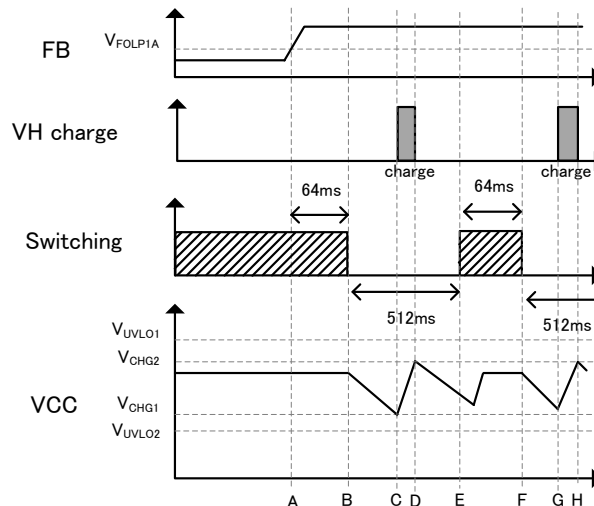 FB
VFOLP1A
VH charge
charge
charge
64ms
64ms
Switching
512ms
512ms
VUVLO1
VCHG2
VCC
VCHG1
VUVLO2
A B C D E F G H